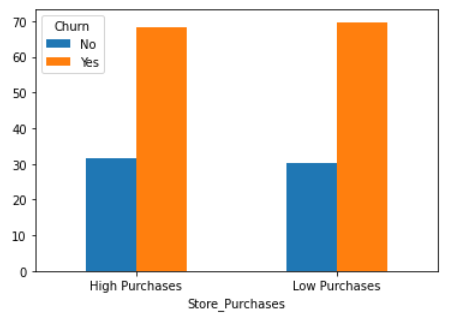 70
60
50
40
30
20
10
0
Churn
No
Yes
High Purchases
Low Purchases
Store_Purchases